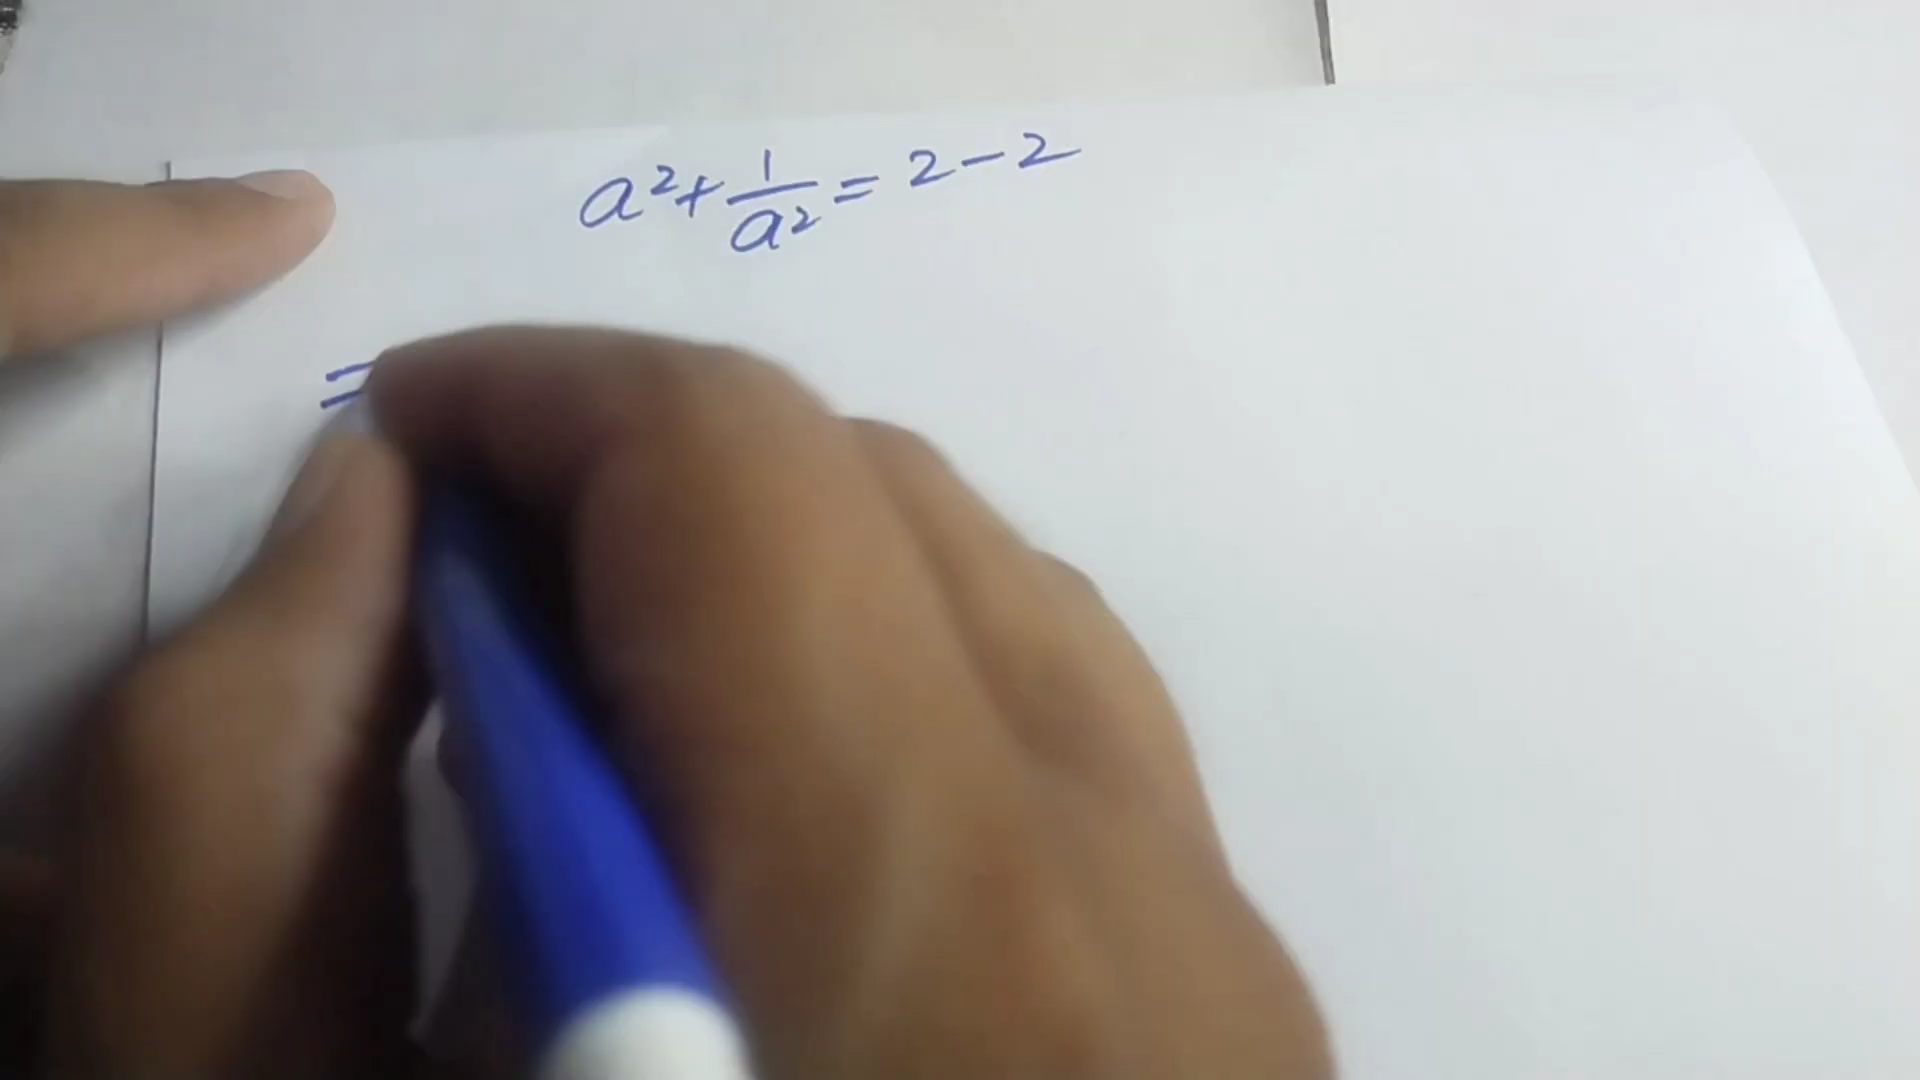 a²+1/a²=2-2
=